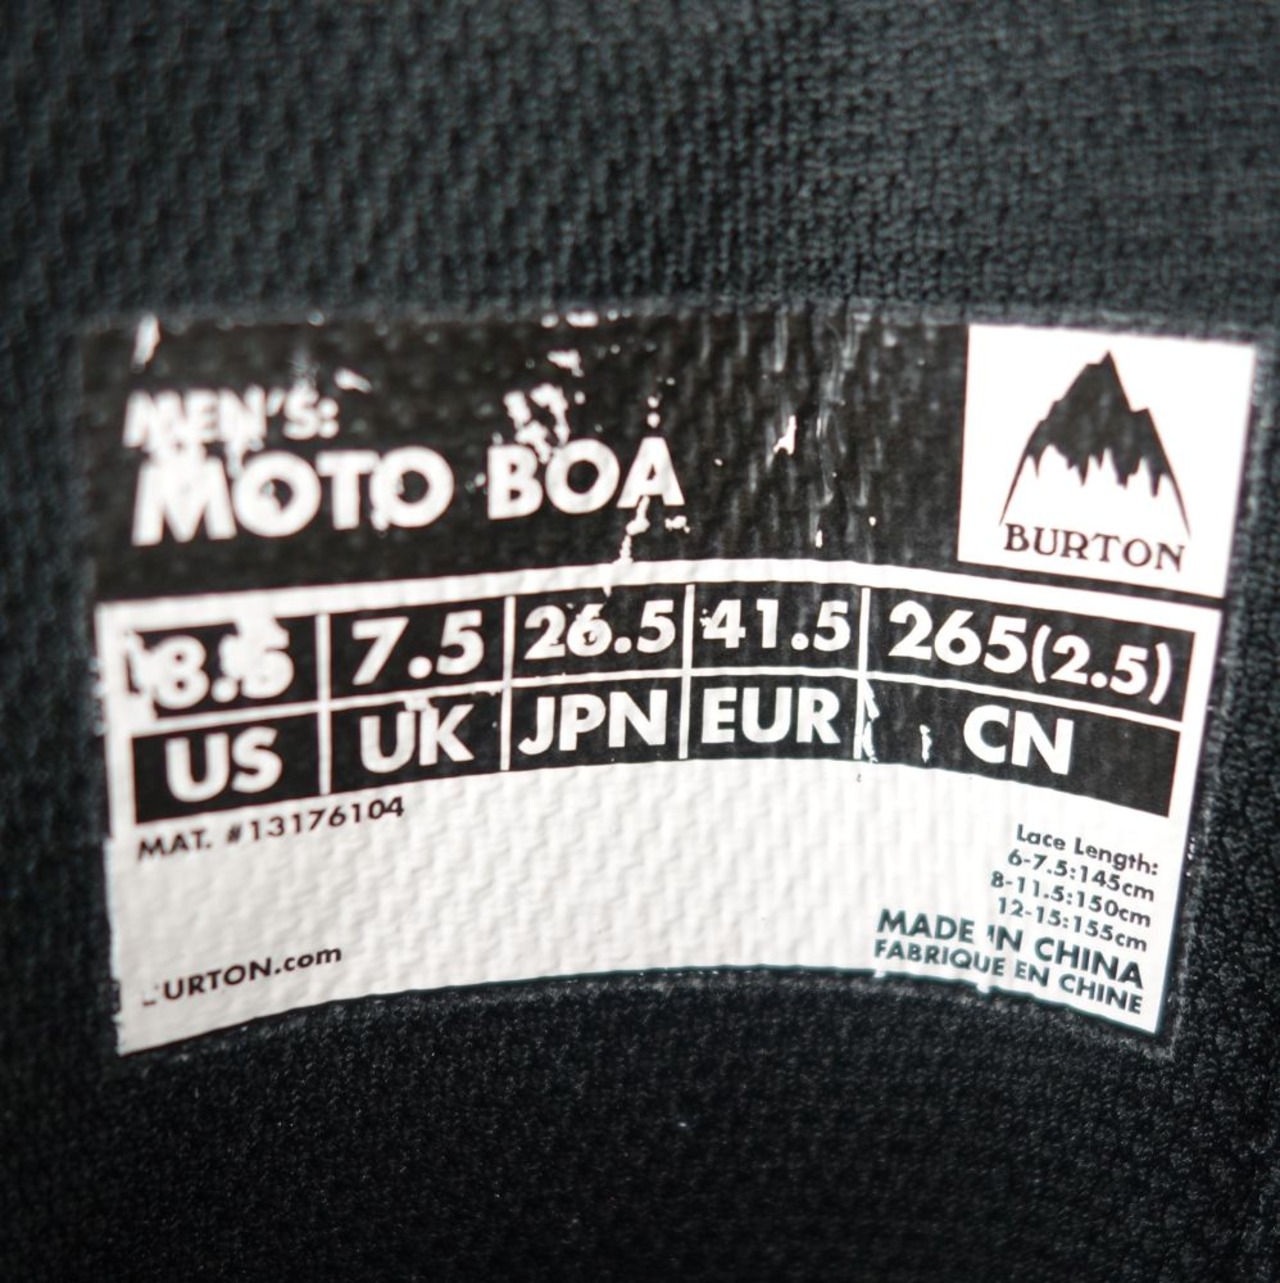 MEN'S:
MOTO BOA
BURTON
8.5 7.5 26.5 41.5 265(2.5)
US UK JPN EUR CN
MAT. #13176104
Lace Length:
6-7.5:145cm
8-11.5:150cm
12-15:155cm
MADE IN CHINA
FABRIQUE EN CHINE
BURTON.com